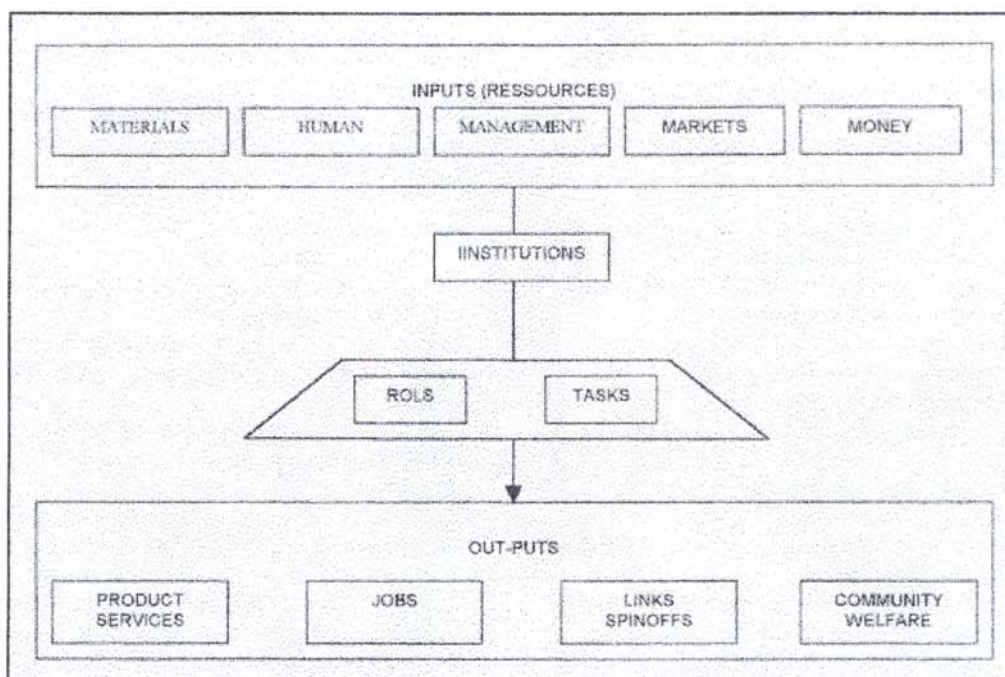 INPUTS (RESSOURCES)
MATERIALS
HUMAN
MANAGEMENT
MARKETS
MONEY
IINSTITUTIONS
ROLS
TASKS
OUT-PUTS
PRODUCT
SERVICES
JOBS
LINKS
SPINOFFS
COMMUNITY
WELFARE